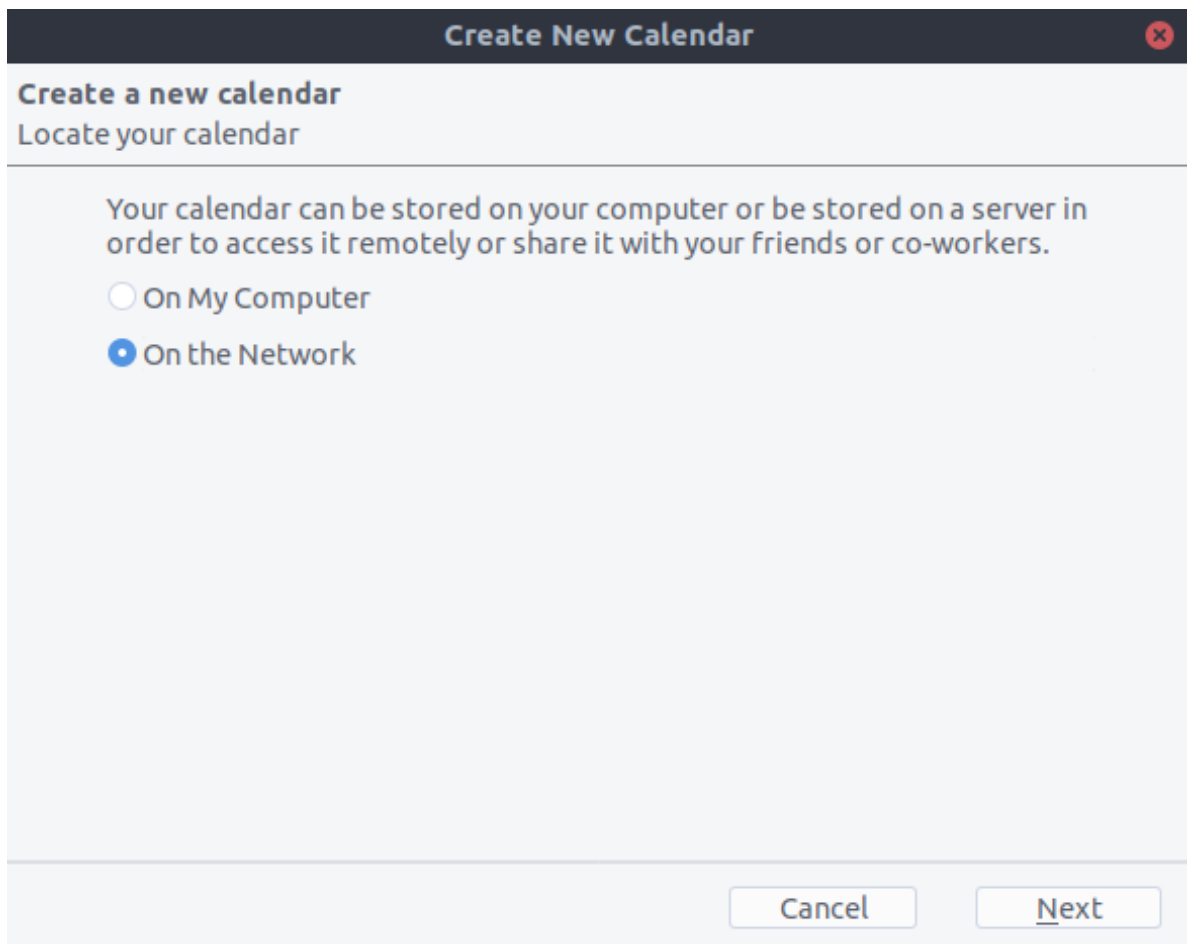 Create New Calendar
Create a new calendar
Locate your calendar
Your calendar can be stored on your computer or be stored on a server in
order to access it remotely or share it with your friends or co-workers.
On My Computer
On the Network
Cancel
Next